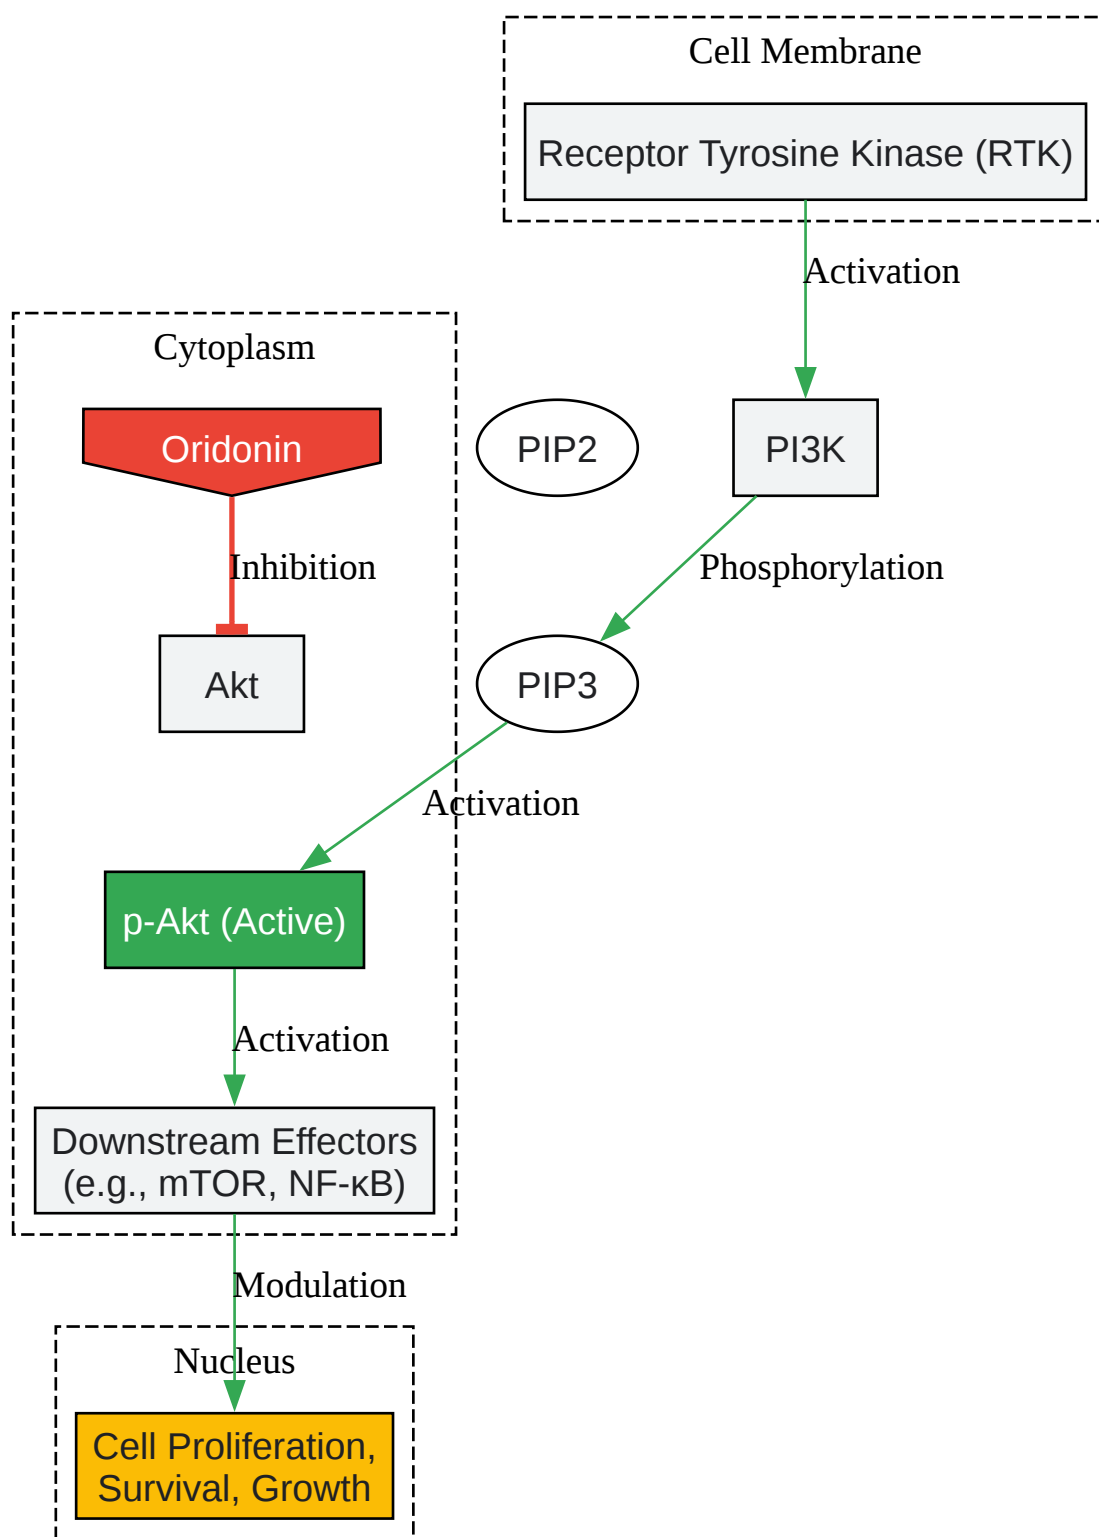 Cell Membrane
Receptor Tyrosine Kinase (RTK)
Activation
Cytoplasm
Oridonin
PIP2
PI3K
Inhibition
Phosphorylation
Akt
PIP3
Activation
p-Akt (Active)
Activation
Downstream Effectors
(e.g., mTOR, NF-κB)
Modulation
Nucleus
Cell Proliferation,
Survival, Growth